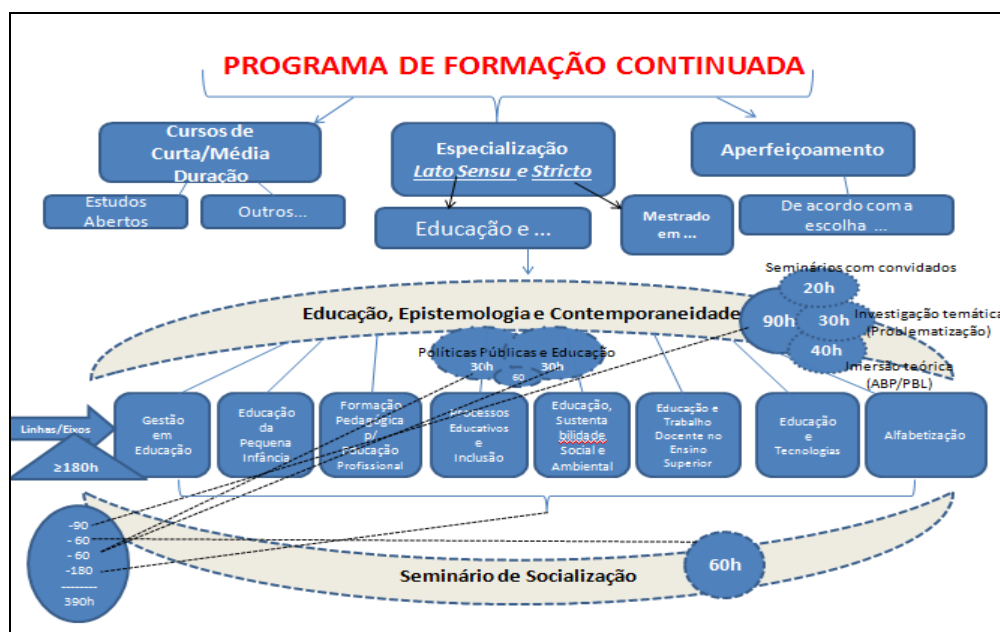 PROGRAMA DE FORMAÇÃO CONTINUADA
Cursos de
Curta/Média
Duração
Especialização
Lato Sensu e Stricto
Aperfeiçoamento
Estudos
Abertos
Outros...
Educação e ...
Mestrado
em ...
De acordo com a
escolha ...
Seminários com convidados
20h
Educação, Epistemologia e Contemporaneidade
90h
30h
Investigação temática
(Problematização)
40h
Imersão teórica
(ABP/PBL)
Políticas Públicas e Educação
30h
30h
60
Linhas/Eixos
≥180h
Gestão
em
Educação
Educação
da
Pequena
Infância
Formação
Pedagógica
p/
Educação
Profissional
Processos
Educativos
e
Inclusão
Educação,
Sustenta
bilidade
Social e
Ambiental
Educação e
Trabalho
Docente no
Ensino
Superior
Educação
e
Tecnologias
Alfabetização
-90
- 60
- 60
-180
--------
390h
Seminário de Socialização
60h